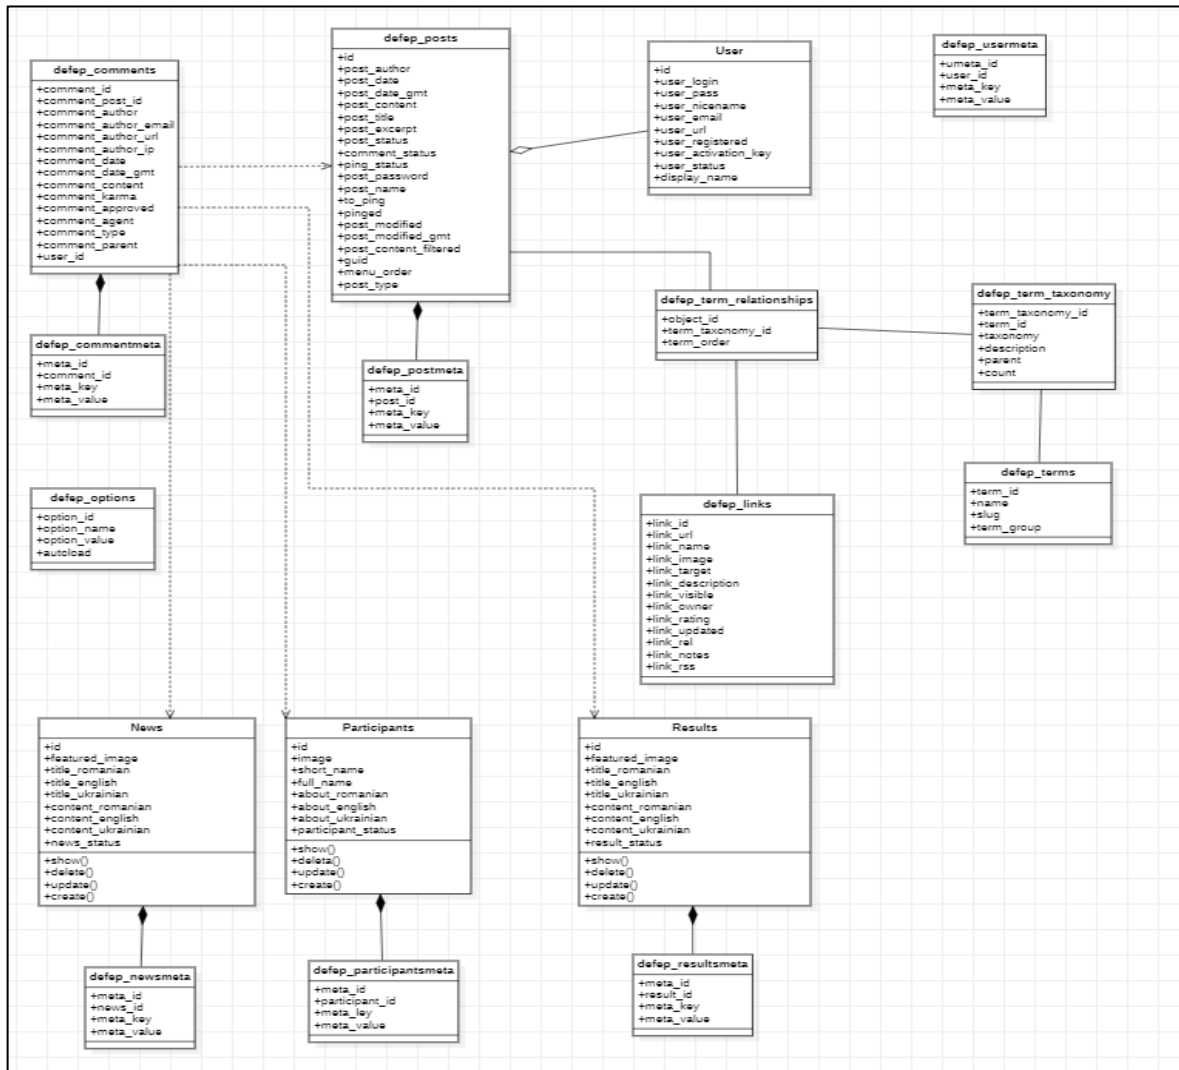 defep_comments
+comment_id
+comment_post_id
+comment_author
+comment_author_email
+comment_author_url
+comment_author_ip
+comment_date
+comment_date_gmt
+comment_content
+comment_karma
+comment_approved
+comment_agent
+comment_type
+comment_parent
+user_id
defep_posts
+id
+post_author
+post_date
+post_date_gmt
+post_content
+post_title
+post_excerpt
+post_status
+comment_status
+ping_status
+post_password
+post_name
+to_ping
+pinged
+post_modified
+post_modified_gmt
+post_content_filtered
+guid
+menu_order
+post_type
User
+id
+user_login
+user_pass
+user_nicename
+user_email
+user_url
+user_registered
+user_activation_key
+user_status
+display_name
defep_usermeta
+umeta_id
+user_id
+meta_key
+meta_value
defep_commentmeta
+meta_id
+comment_id
+meta_key
+meta_value
defep_postmeta
+meta_id
+post_id
+meta_key
+meta_value
defep_term_relationships
+object_id
+term_taxonomy_id
+term_order
defep_term_taxonomy
+term_taxonomy_id
+term_id
+taxonomy
+description
+parent
+count
defep_options
+option_id
+option_name
+option_value
+autoload
defep_links
+link_id
+link_url
+link_name
+link_image
+link_target
+link_description
+link_visible
+link_owner
+link_rating
+link_updated
+link_rel
+link_notes
+link_rss
defep_terms
+term_id
+name
+slug
+term_group
News
+id
+featured_image
+title_romanian
+title_english
+title_ukrainian
+content_romanian
+content_english
+content_ukrainian
+news_status
+show()
+delete()
+update()
+create()
Participants
+id
+image
+short_name
+full_name
+about_romanian
+about_english
+about_ukrainian
+participant_status
+show()
+deleta()
+update()
+create()
Results
+id
+featured_image
+title_romanian
+title_english
+title_ukrainian
+content_romanian
+content_english
+content_ukrainian
+result_status
+show()
+delete()
+update()
+create()
defep_newsmeta
+meta_id
+news_id
+meta_key
+meta_value
defep_participantsmeta
+meta_id
+participant_id
+meta_ley
+meta_value
defep_resultsmeta
+meta_id
+result_id
+meta_key
+meta_value